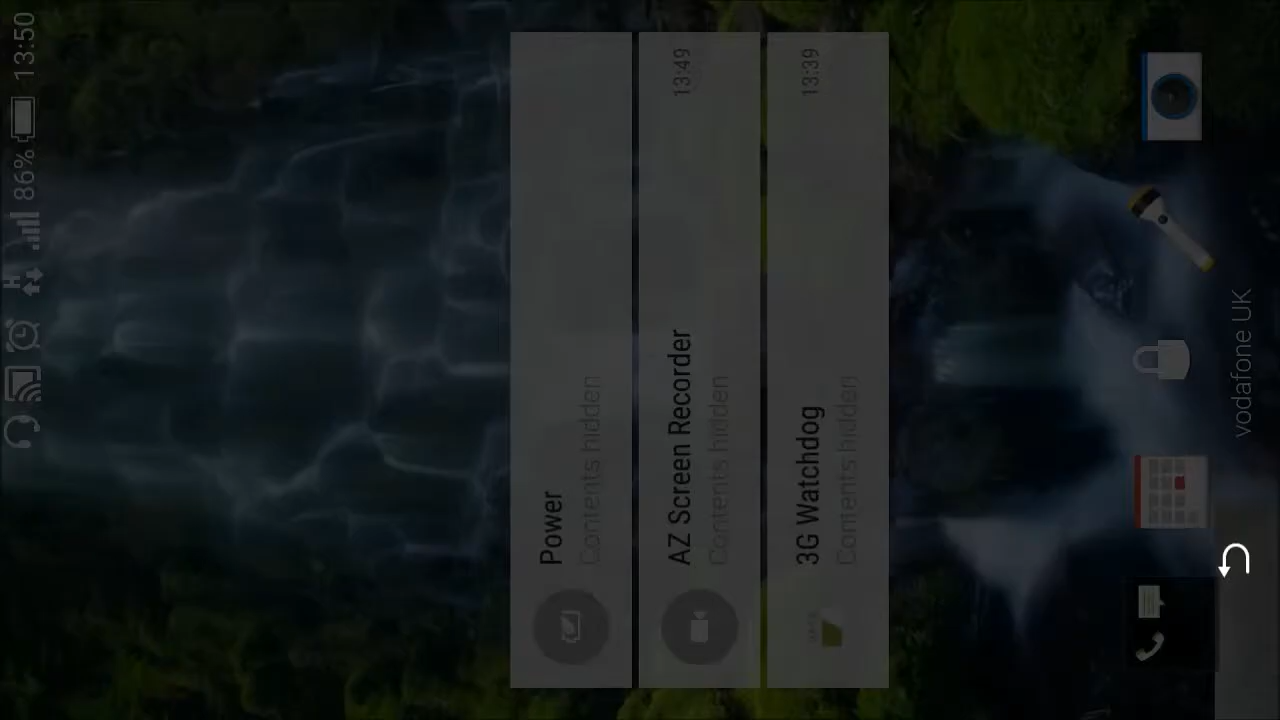 H
86%
13:50
Power
Contents hidden
13:49
AZ Screen Recorder
Contents hidden
13:39
3G Watchdog
Contents hidden
vodafone UK